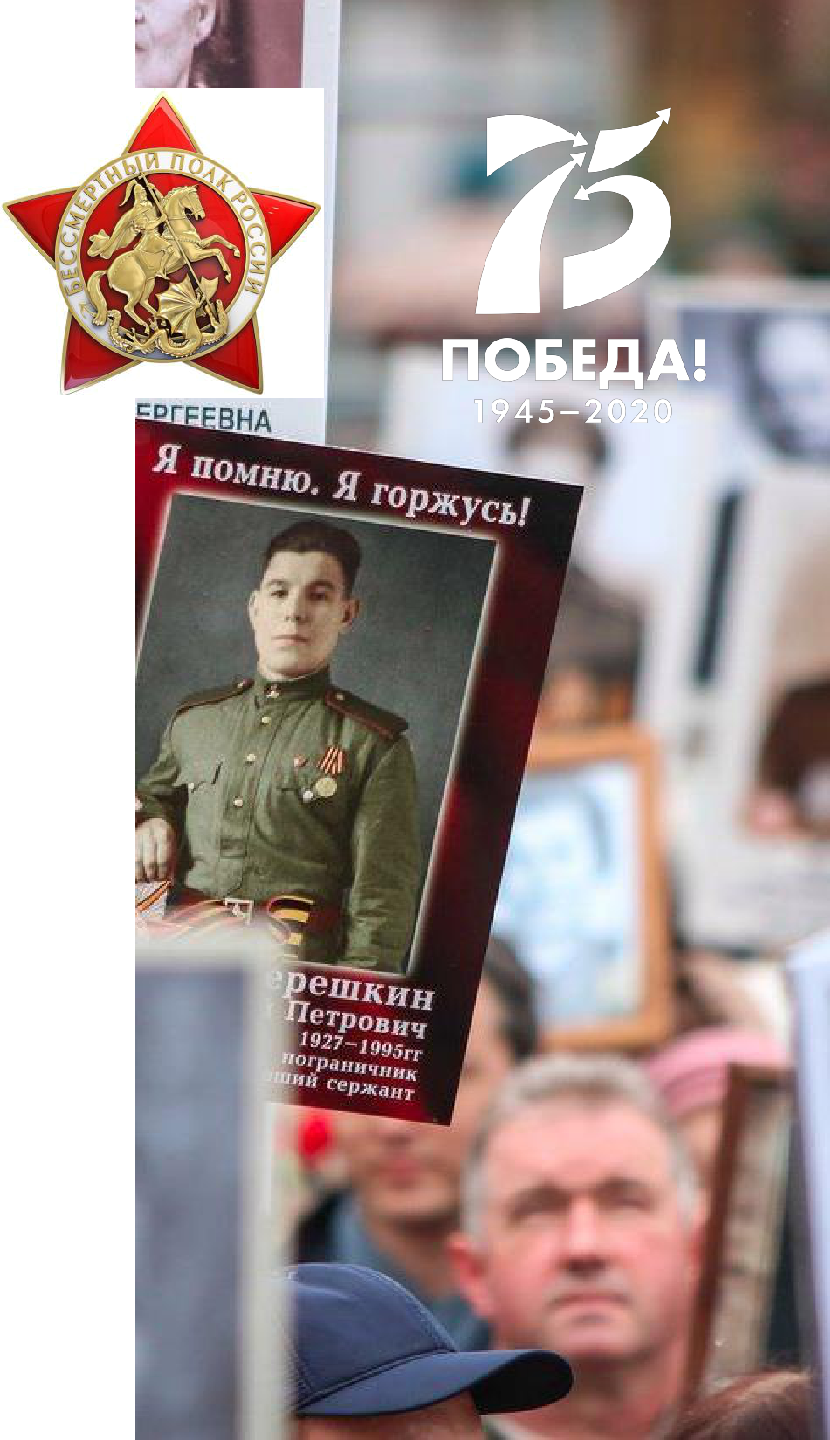 БЕССМЕРТНЫЙ ПОЛК РОССИИ
75
ПОБЕДА!
1945–2020
ЕРГЕЕВНА
Я помню. Я горжусь!
ерешкин
Петрович
1927–1995гг
пограничник
ший сержант